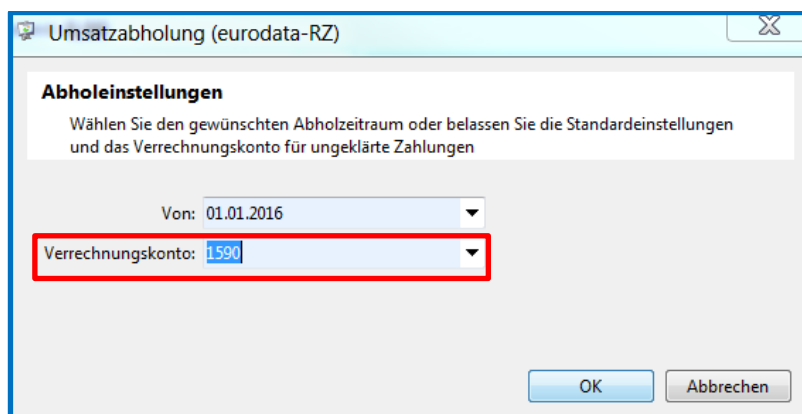 Umsatzabholung (eurodata-RZ)
Abholeinstellungen
Wählen Sie den gewünschten Abholzeitraum oder belassen Sie die Standardeinstellungen
und das Verrechnungskonto für ungeklärte Zahlungen
Von: 01.01.2016
Verrechnungskonto: 1590
OK Abbrechen